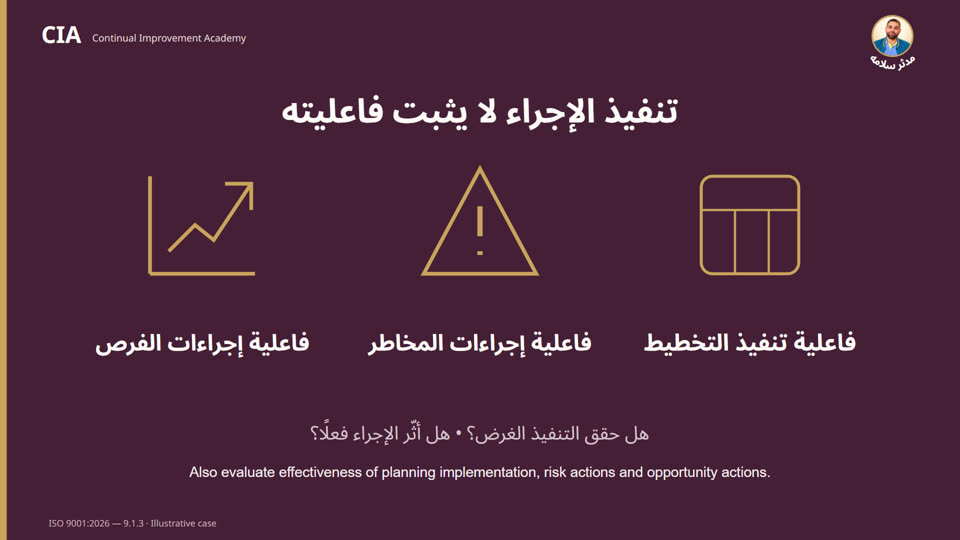 CIA Continual Improvement Academy
مدثر سلامه
تنفيذ الإجراء لا يثبت فاعليته
فاعلية تنفيذ التخطيط
فاعلية إجراءات المخاطر
فاعلية إجراءات الفرص
هل حقق التنفيذ الغرض؟ • هل أثّر الإجراء فعلًا؟
Also evaluate effectiveness of planning implementation, risk actions and opportunity actions.
ISO 9001:2026 — 9.1.3 · Illustrative case